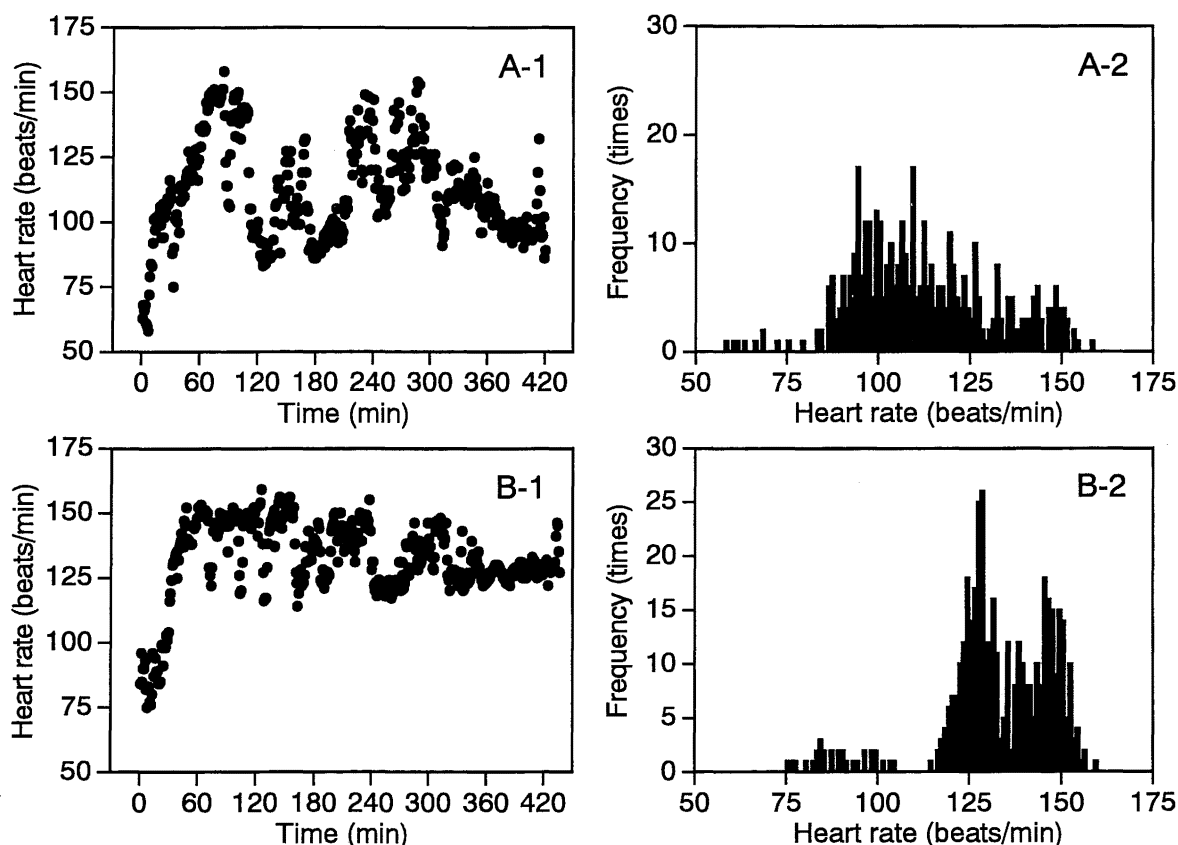 A-1
Heart rate (beats/min)
175
150
125
100
75
50
0 60 120 180 240 300 360 420
Time (min)
A-2
Frequency (times)
30
20
10
0
50 75 100 125 150 175
Heart rate (beats/min)
B-1
Heart rate (beats/min)
175
150
125
100
75
50
0 60 120 180 240 300 360 420
Time (min)
B-2
Frequency (times)
30
25
20
15
10
5
0
50 75 100 125 150 175
Heart rate (beats/min)